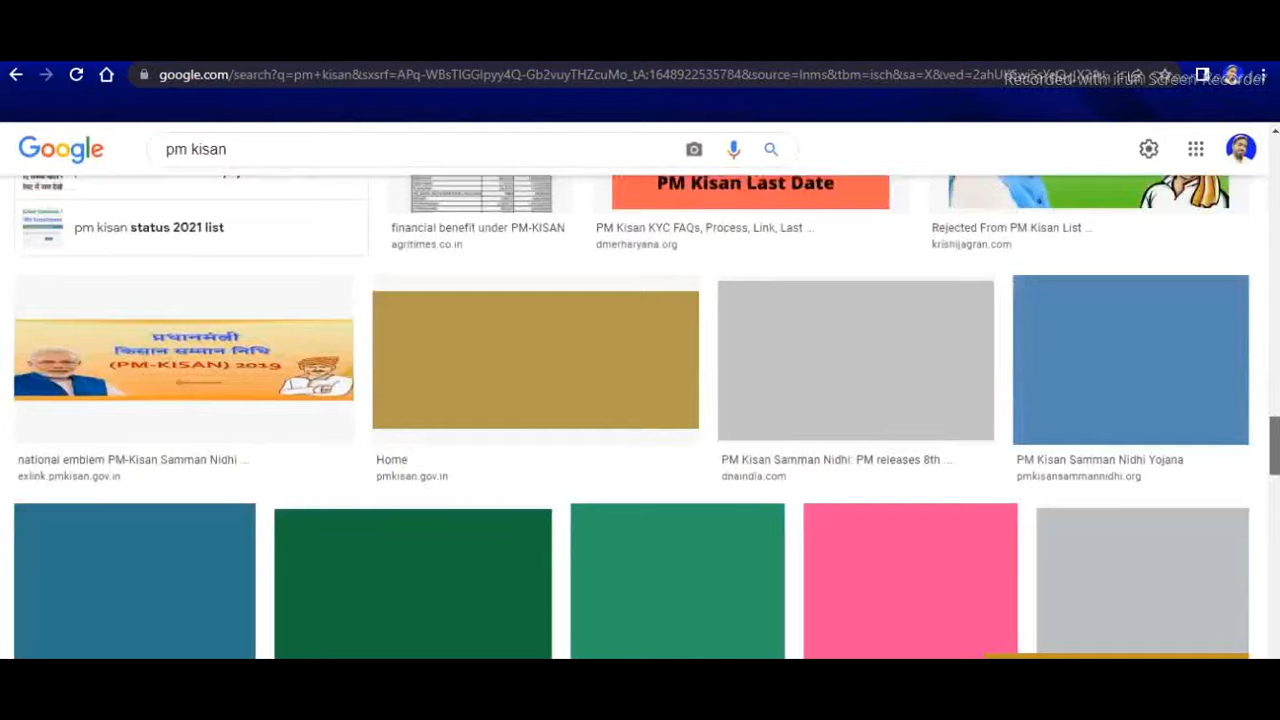 google.com/search?q=pm+kisan&sxsrf=APq-WBsTIGGlpyy4Q-Gb2vuyTHZcuMo_tA:1648922535784&source=lnms&tbm=isch&sa=X&ved=2ahUK
Recorded with iFun Screen Recorder
Google
pm kisan
PM Kisan Last Date
pm kisan status 2021 list
financial benefit under PM-KISAN
agritimes.co.in
PM Kisan KYC FAQs, Process, Link, Last ...
dmerharyana.org
Rejected From PM Kisan List ...
krishijagran.com
प्रधानमंत्री
किसान सम्मान निधि
(PM-KISAN) 2019
national emblem PM-Kisan Samman Nidhi ...
exlink.pmkisan.gov.in
Home
pmkisan.gov.in
PM Kisan Samman Nidhi: PM releases 8th ...
dnaindia.com
PM Kisan Samman Nidhi Yojana
pmkisansammannidhi.org